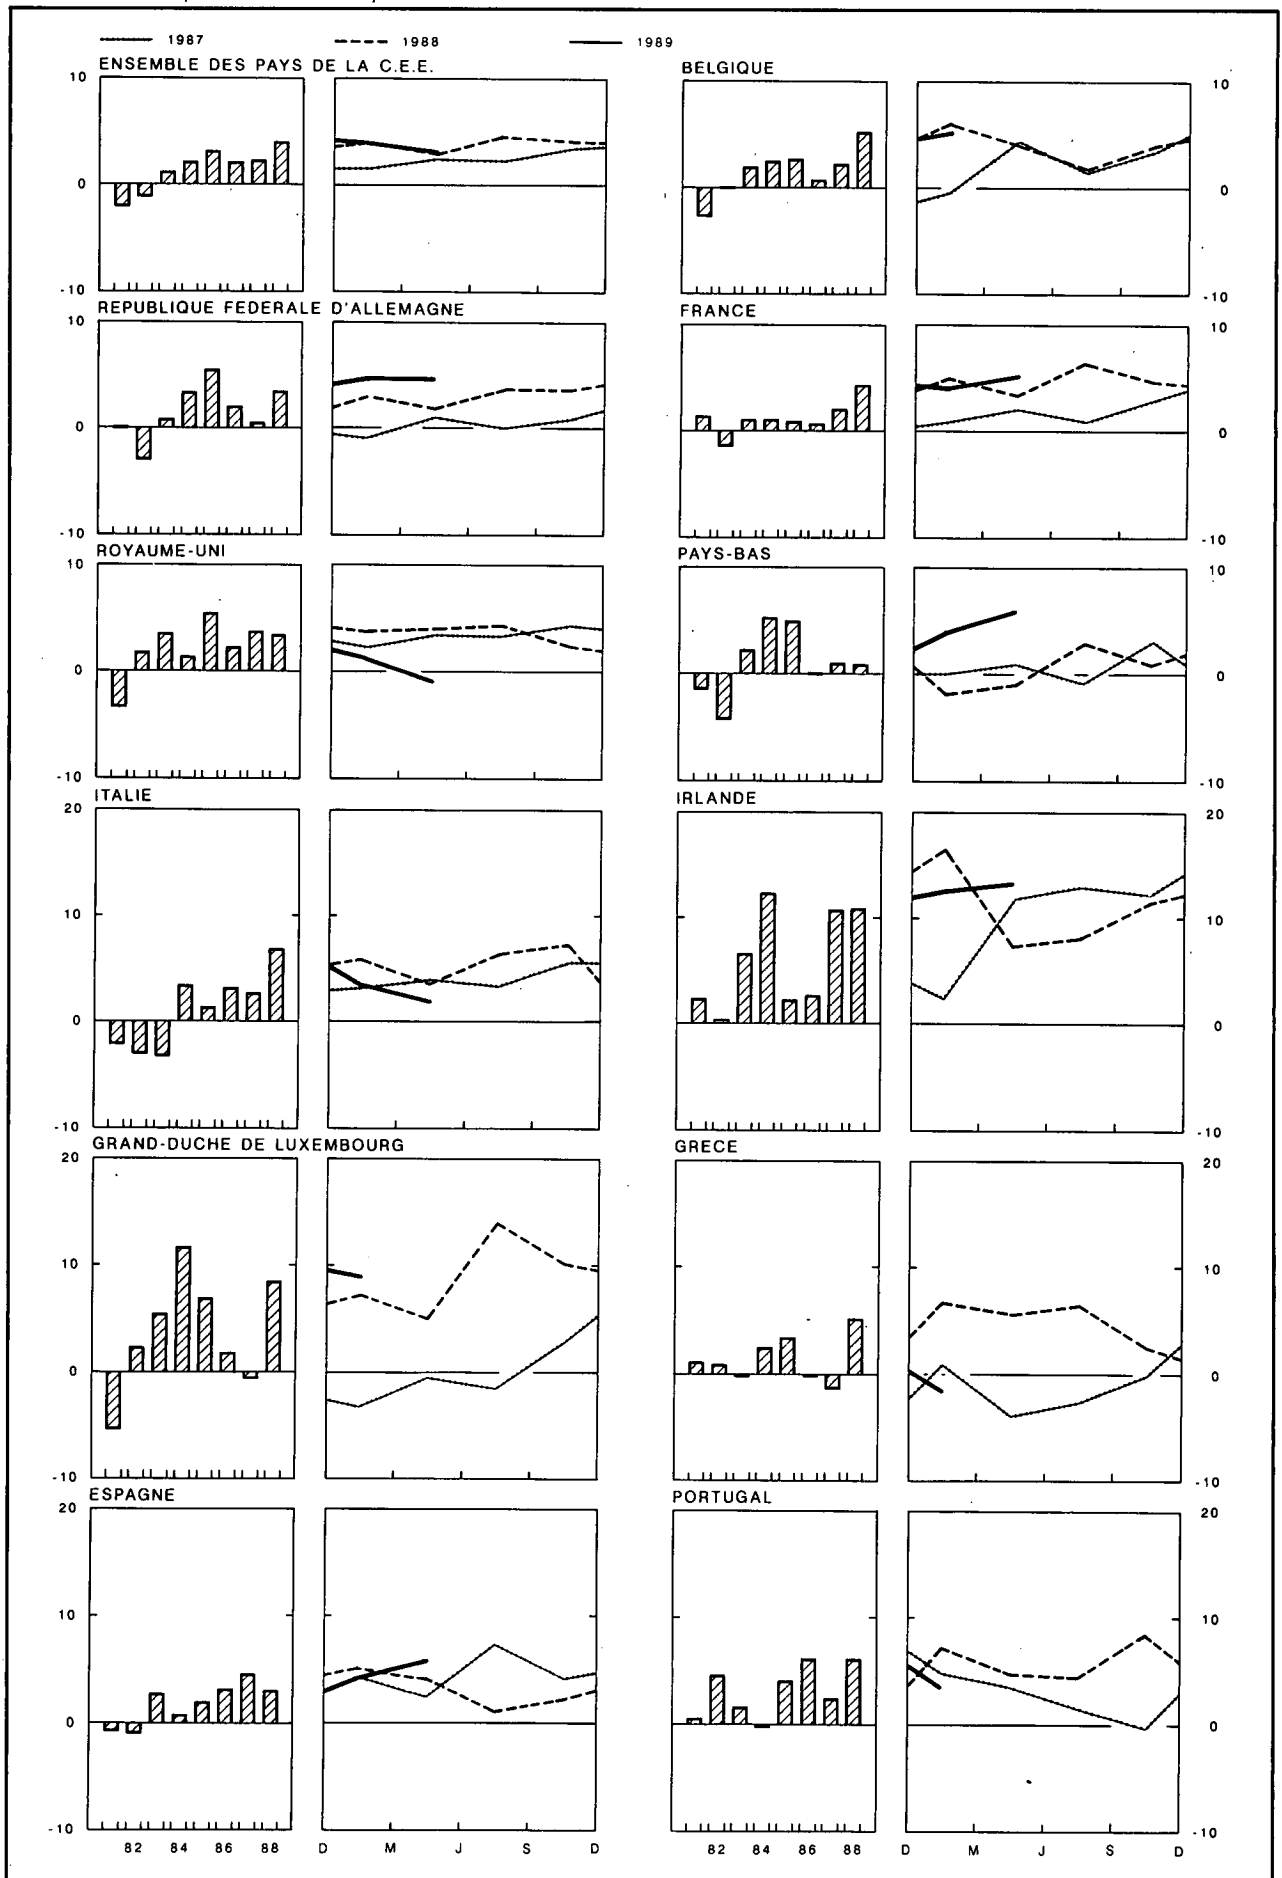 1987 1988 1989
ENSEMBLE DES PAYS DE LA C.E.E. BELGIQUE
10 10
0 0
-10 -10
REPUBLIQUE FEDERALE D'ALLEMAGNE FRANCE
10 10
0 0
-10 -10
ROYAUME-UNI PAYS-BAS
10 10
0 0
-10 -10
ITALIE IRLANDE
20 20
10 10
0 0
-10 -10
GRAND-DUCHE DE LUXEMBOURG GRECE
20 20
10 10
0 0
-10 -10
ESPAGNE PORTUGAL
20 20
10 10
0 0
-10 -10
82 84 86 88 D M J S D 82 84 86 88 D M J S D